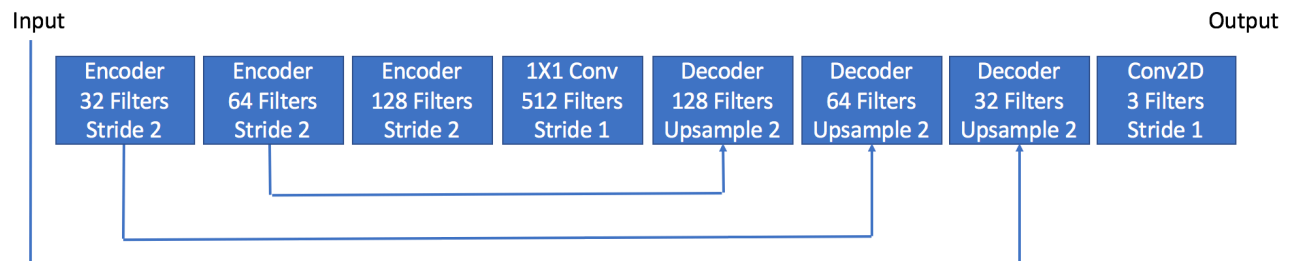 Input
Output
Encoder
32 Filters
Stride 2
Encoder
64 Filters
Stride 2
Encoder
128 Filters
Stride 2
1X1 Conv
512 Filters
Stride 1
Decoder
128 Filters
Upsample 2
Decoder
64 Filters
Upsample 2
Decoder
32 Filters
Upsample 2
Conv2D
3 Filters
Stride 1